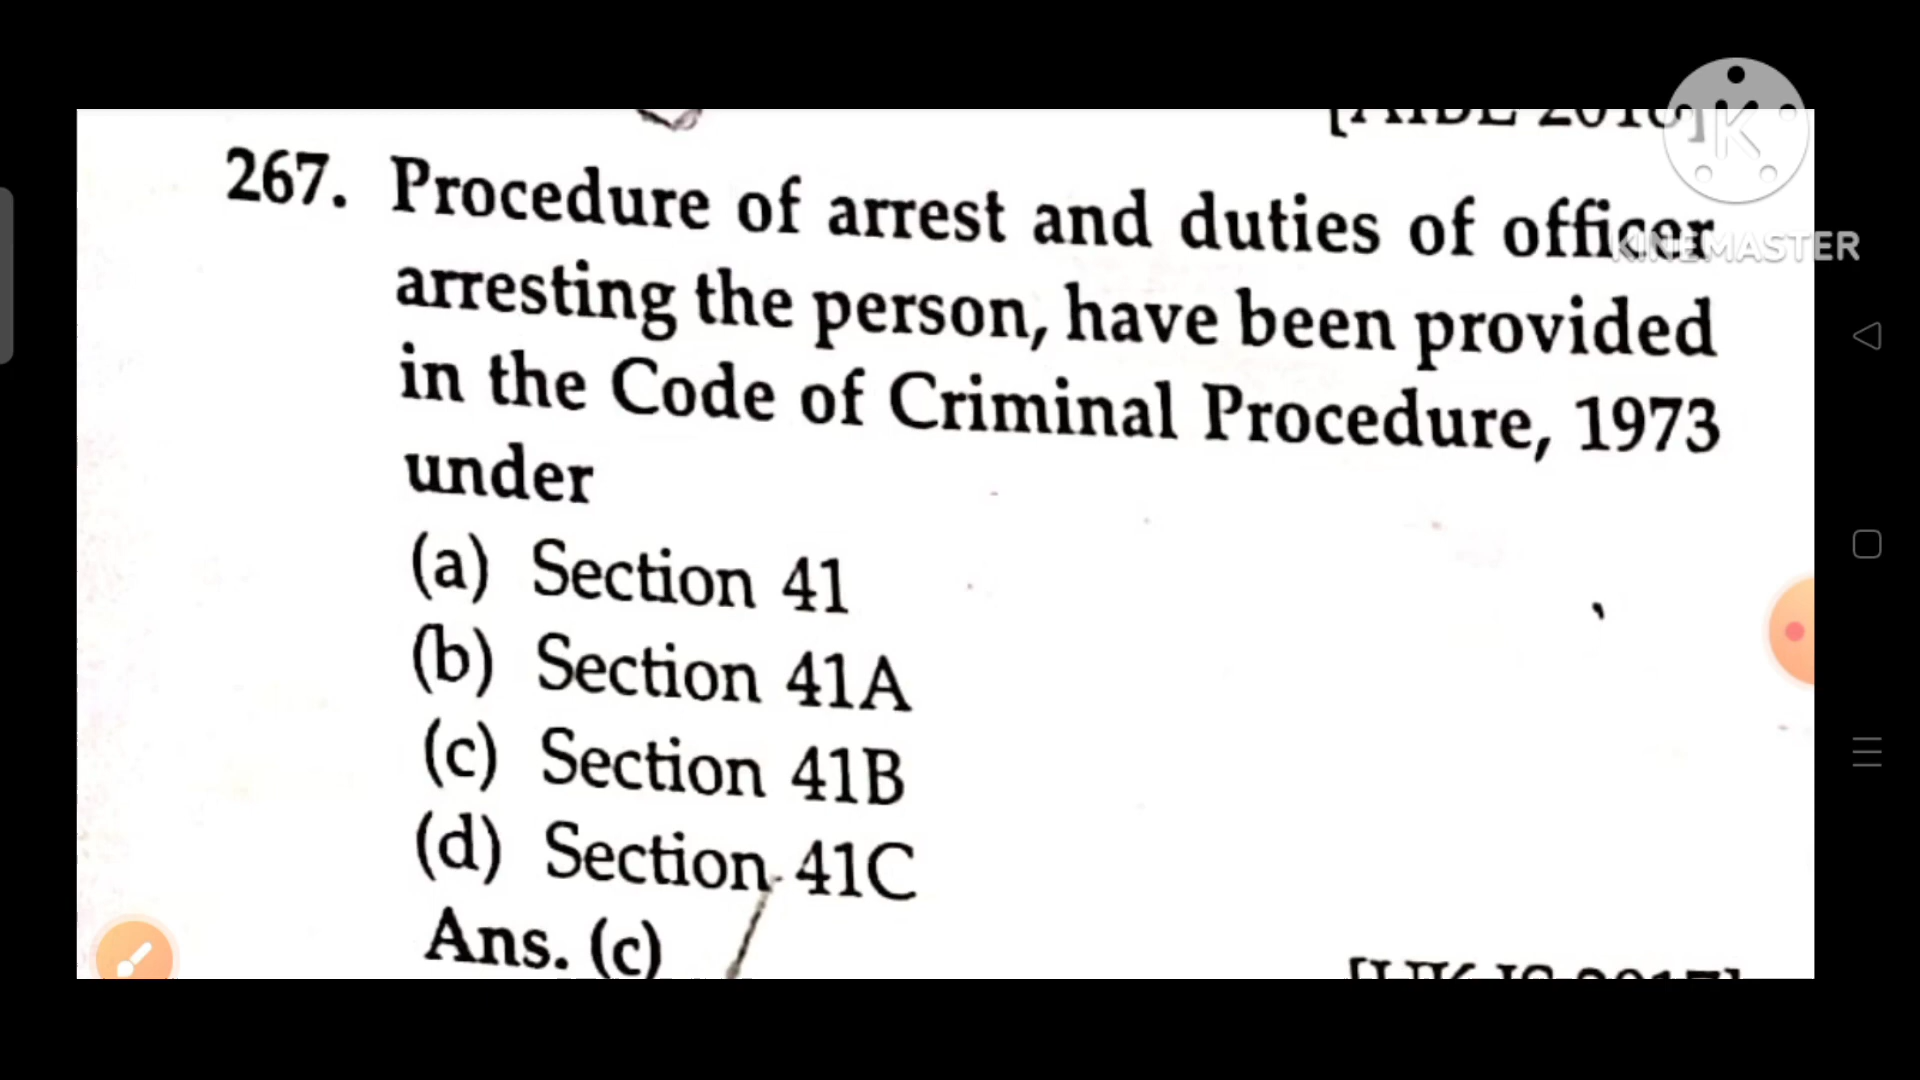 267. Procedure of arrest and duties of officer
KINEMASTER
arresting the person, have been provided
in the Code of Criminal Procedure, 1973
under
(a) Section 41
(b) Section 41A
(c) Section 41B
(d) Section 41C
Ans. (c)